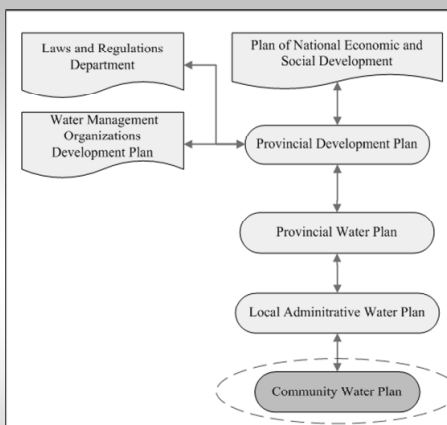 Laws and Regulations
Department
Plan of National Economic and
Social Development
Water Management
Organizations
Development Plan
Provincial Development Plan
Provincial Water Plan
Local Adminitrative Water Plan
Community Water Plan